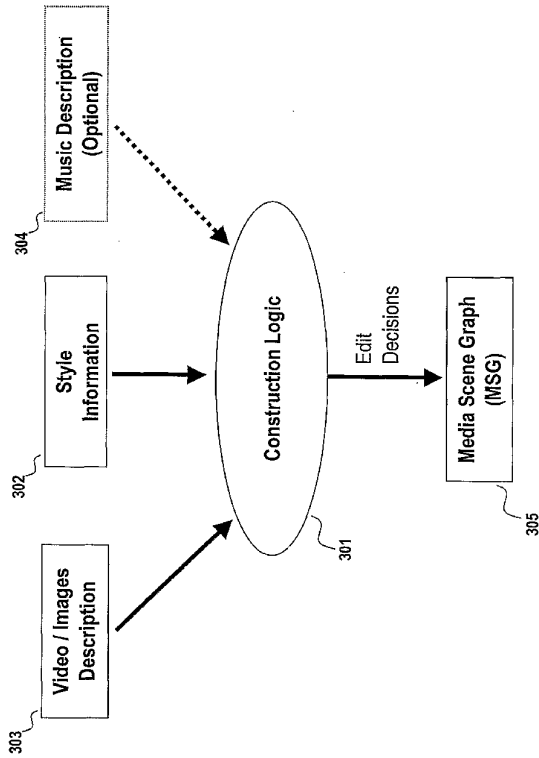 303
Video / Images
Description
302
Style
Information
304
Music Description
(Optional)
Construction Logic
301
Edit
Decisions
Media Scene Graph
(MSG)
305